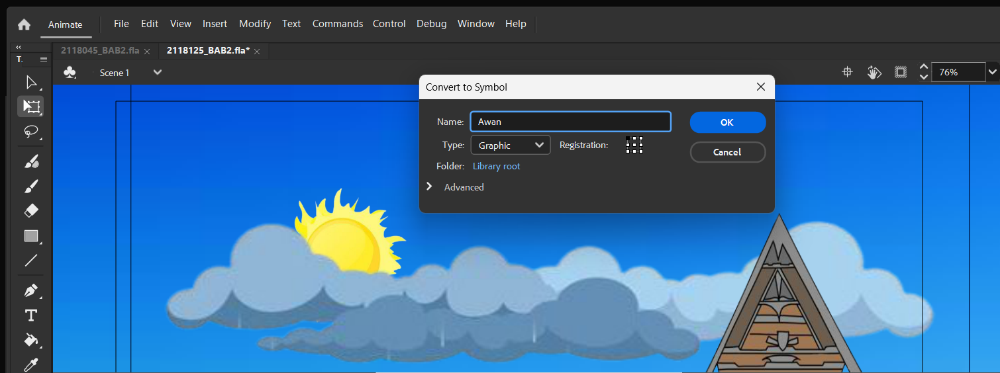 Animate File Edit View Insert Modify Text Commands Control Debug Window Help
2118045_BAB2.fla 2118125_BAB2.fla*
T.
Scene 1 76%
Convert to Symbol
Name: Awan OK
Type: Graphic Registration: Cancel
Folder: Library root
Advanced